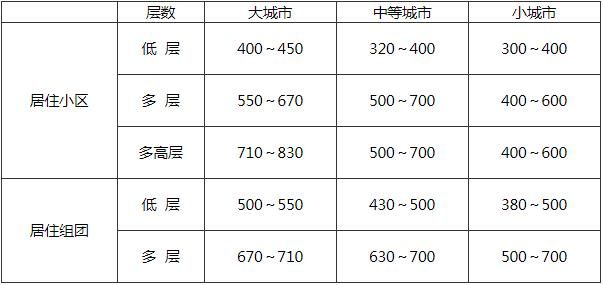 层数 大城市 中等城市 小城市
居住小区 低 层 400～450 320～400 300～400
多 层 550～670 500～700 400～600
多高层 710～830 500～700 400～600
居住组团 低 层 500～550 430～500 380～500
多 层 670～710 630～700 500～700